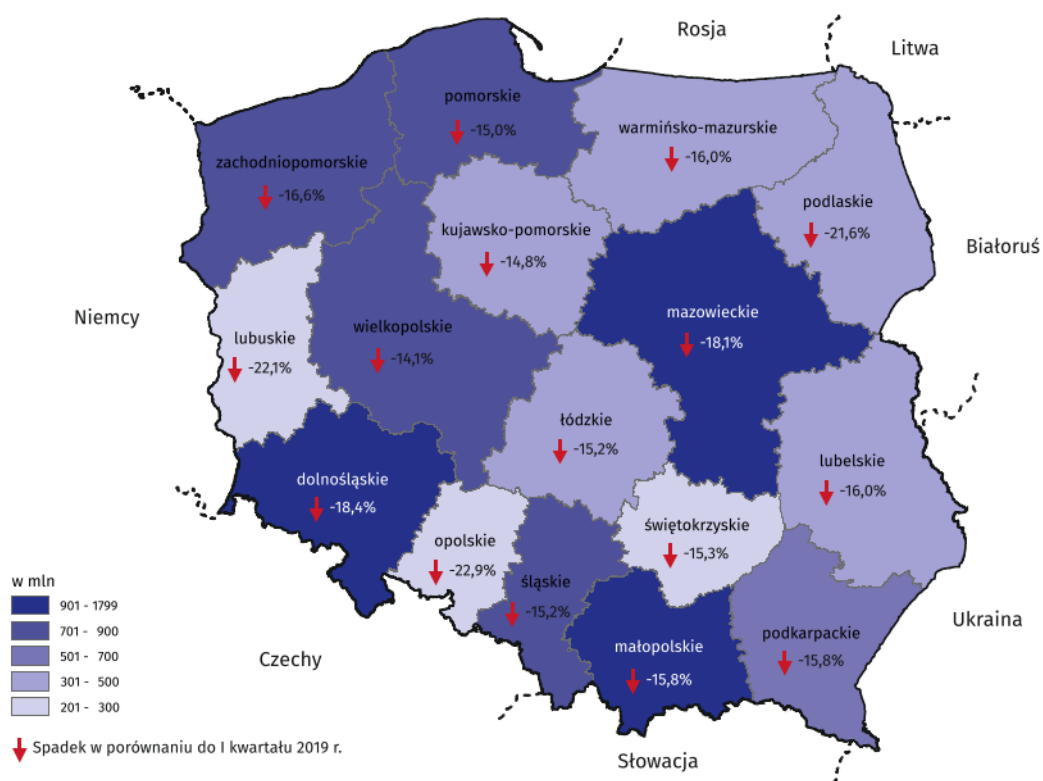 Rosja
Litwa
pomorskie
-15,0%
warmińsko-mazurskie
-16,0%
zachodniopomorskie
-16,6%
podlaskie
-21,6%
kujawsko-pomorskie
-14,8%
Białoruś
Niemcy
mazowieckie
-18,1%
wielkopolskie
-14,1%
lubuskie
-22,1%
łódzkie
-15,2%
lubelskie
-16,0%
dolnośląskie
-18,4%
świętokrzyskie
-15,3%
opolskie
-22,9%
śląskie
-15,2%
Ukraina
podkarpackie
-15,8%
małopolskie
-15,8%
Czechy
Słowacja
w mln
901 - 1799
701 - 900
501 - 700
301 - 500
201 - 300
Spadek w porównaniu do I kwartału 2019 r.